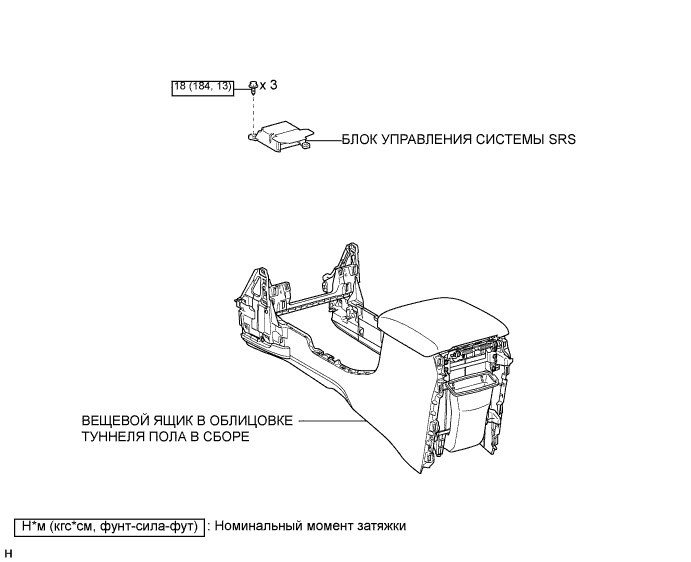 18 (184, 13) x 3
БЛОК УПРАВЛЕНИЯ СИСТЕМЫ SRS
ВЕЩЕВОЙ ЯЩИК В ОБЛИЦОВКЕ
ТУННЕЛЯ ПОЛА В СБОРЕ
Н*м (кгс*см, фунт-сила-фут) : Номинальный момент затяжки
H